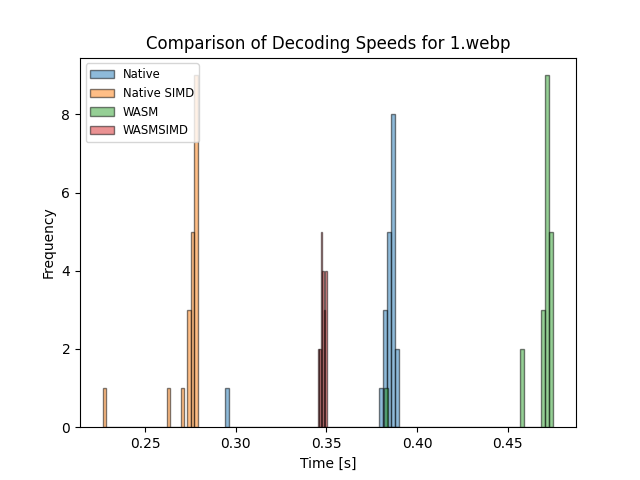 Comparison of Decoding Speeds for 1.webp
Native
Native SIMD
WASM
WASMSIMD
Frequency
8
6
4
2
0
0.25
0.30
0.35
0.40
0.45
Time [s]